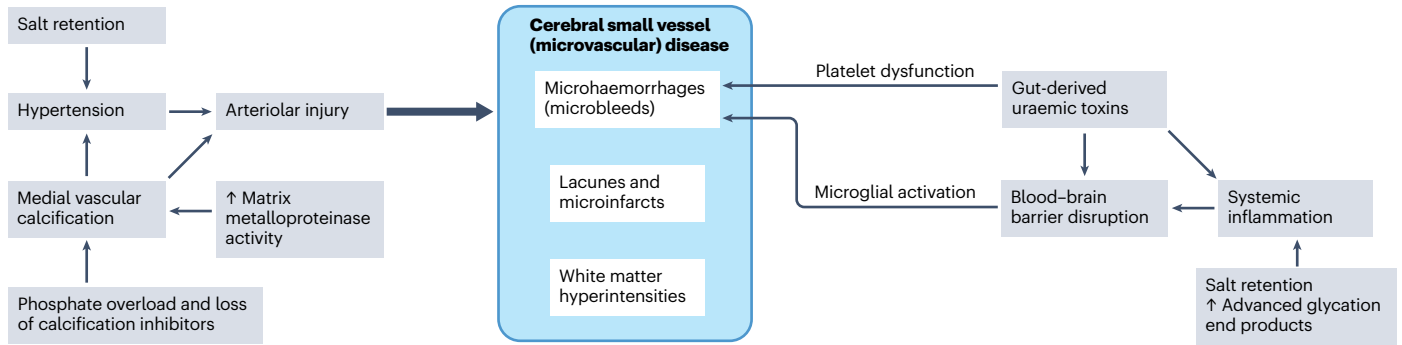 Salt retention
Hypertension
Arteriolar injury
Medial vascular
calcification
↑ Matrix
metalloproteinase
activity
Phosphate overload and loss
of calcification inhibitors
Cerebral small vessel
(microvascular) disease
Microhaemorrhages
(microbleeds)
Lacunes and
microinfarcts
White matter
hyperintensities
Platelet dysfunction
Microglial activation
Gut-derived
uraemic toxins
Blood–brain
barrier disruption
Systemic
inflammation
Salt retention
↑ Advanced glycation
end products